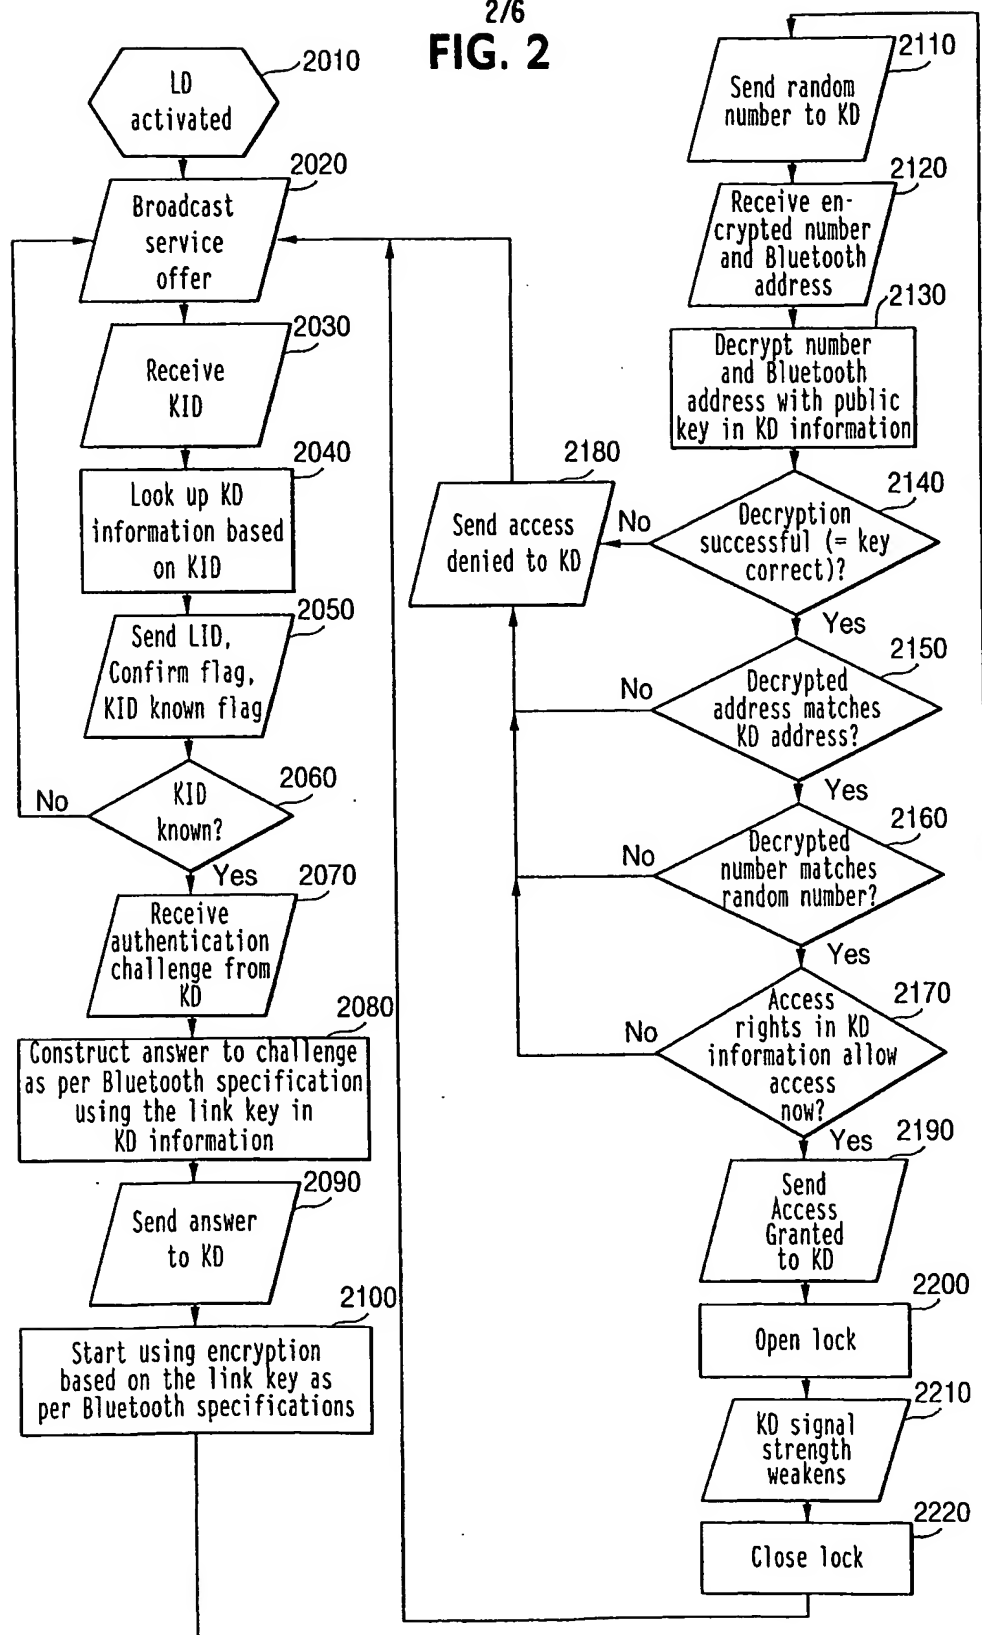 2/6
FIG. 2
2010
LD
activated
2020
Broadcast
service
offer
2030
Receive
KID
2040
Look up KD
information based
on KID
2050
Send LID,
Confirm flag,
KID known flag
2060
KID
known?
No
Yes
2070
Receive
authentication
challenge from
KD
2080
Construct answer to challenge
as per Bluetooth specification
using the link key in
KD information
2090
Send answer
to KD
2100
Start using encryption
based on the link key as
per Bluetooth specifications
2110
Send random
number to KD
2120
Receive en-
crypted number
and Bluetooth
address
2130
Decrypt number
and Bluetooth
address with public
key in KD information
2140
Decryption
successful (= key
correct)?
No
Yes
2180
Send access
denied to KD
2150
Decrypted
address matches
KD address?
No
Yes
2160
Decrypted
number matches
random number?
No
Yes
2170
Access
rights in KD
information allow
access
now?
No
Yes
2190
Send
Access
Granted
to KD
2200
Open lock
2210
KD signal
strength
weakens
2220
Close lock